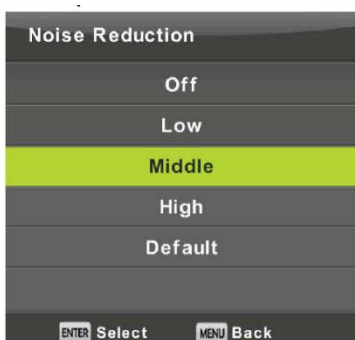 Noise Reduction
Off
Low
Middle
High
Default
ENTER Select MENU Back